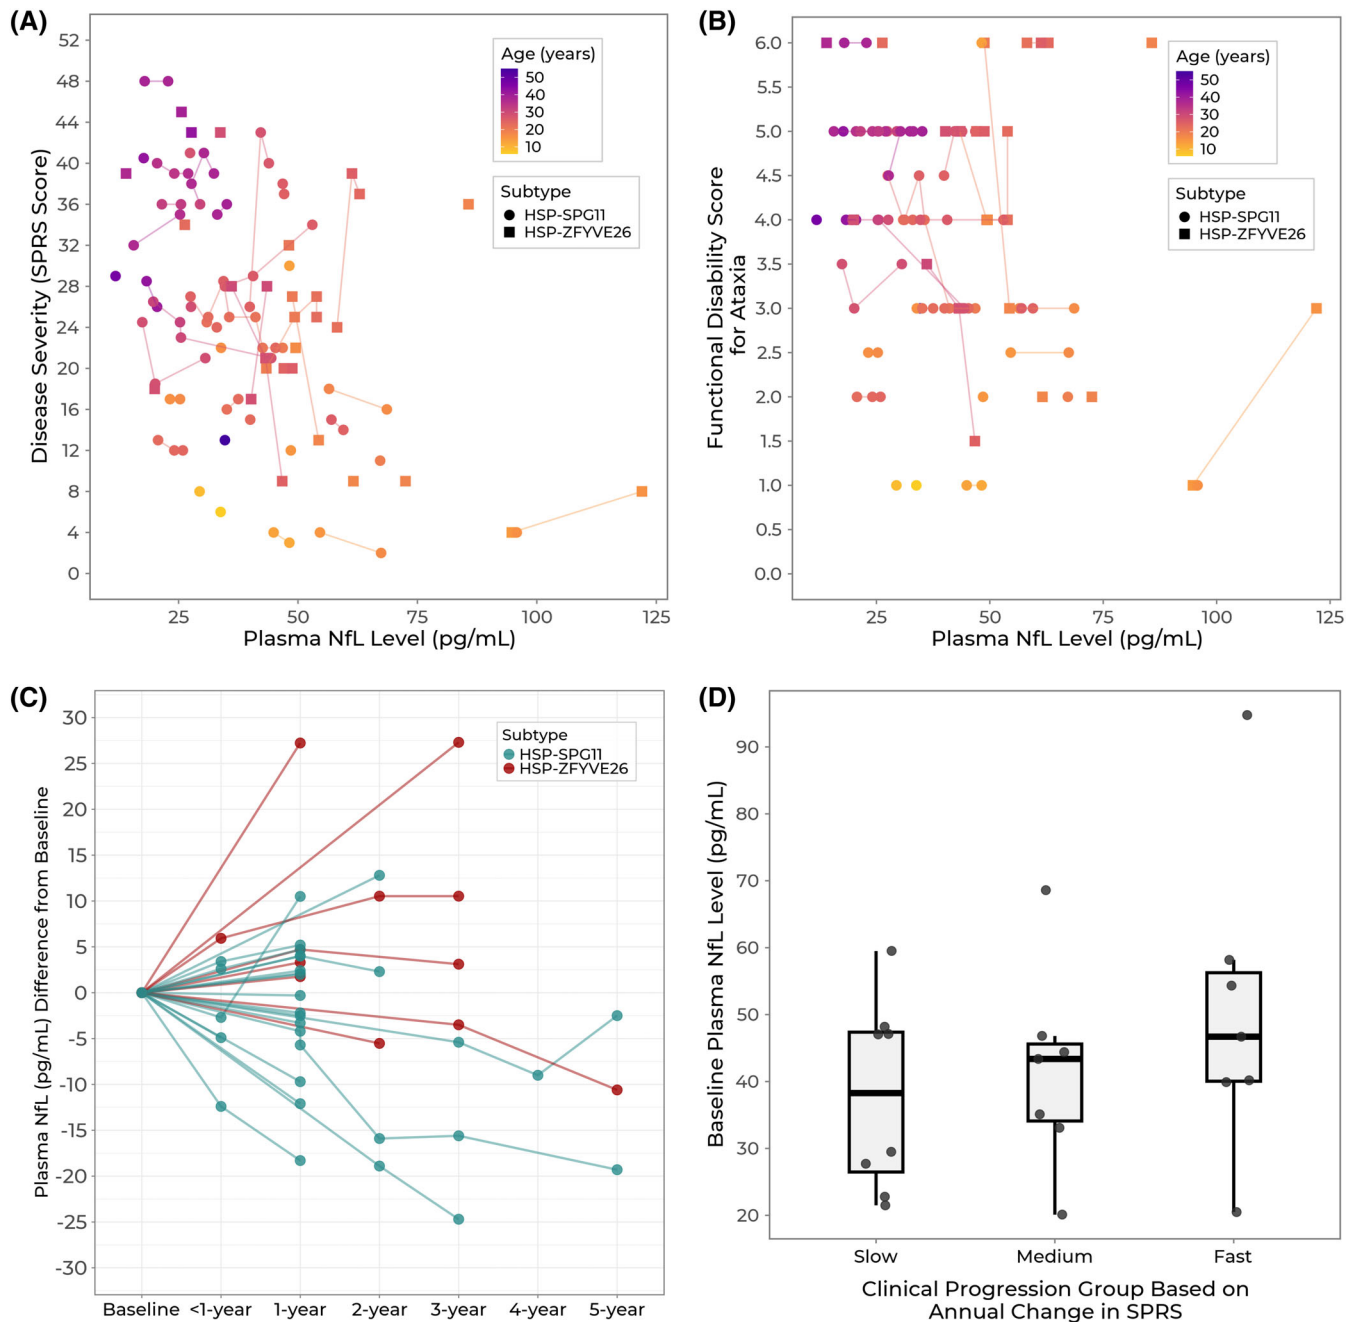 (A)
Disease Severity (SPRS Score)
52
48
44
40
36
32
28
24
20
16
12
8
4
0
25
50
75
100
125
Plasma NfL Level (pg/mL)
Age (years)
50
40
30
20
10
Subtype
HSP-SPG11
HSP-ZFYVE26
(B)
Functional Disability Score
for Ataxia
6.0
5.5
5.0
4.5
4.0
3.5
3.0
2.5
2.0
1.5
1.0
0.5
0.0
25
50
75
100
125
Plasma NfL Level (pg/mL)
Age (years)
50
40
30
20
10
Subtype
HSP-SPG11
HSP-ZFYVE26
(C)
Plasma NfL (pg/mL) Difference from Baseline
30
25
20
15
10
5
0
-5
-10
-15
-20
-25
-30
Baseline
<1-year
1-year
2-year
3-year
4-year
5-year
Subtype
HSP-SPG11
HSP-ZFYVE26
(D)
Baseline Plasma NfL Level (pg/mL)
90
80
70
60
50
40
30
20
Slow
Medium
Fast
Clinical Progression Group Based on
Annual Change in SPRS